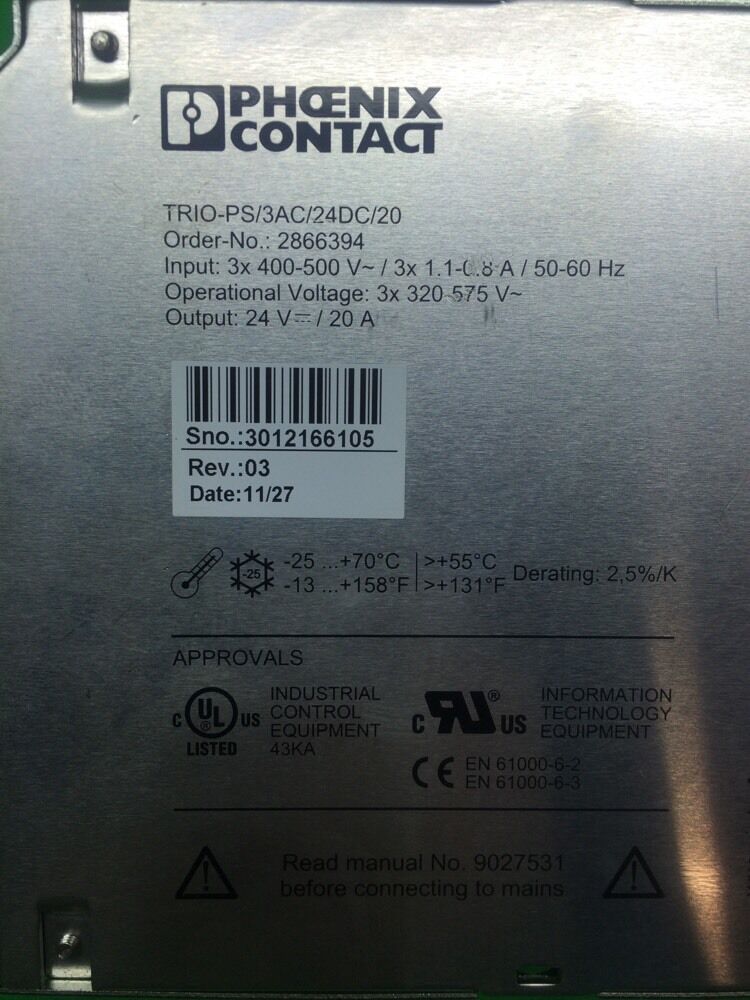 PHŒNIX
CONTACT
TRIO-PS/3AC/24DC/20
Order-No.: 2866394
Input: 3x 400-500 V~ / 3x 1.1-0.8 A / 50-60 Hz
Operational Voltage: 3x 320-575 V~
Output: 24 V⎓ / 20 A
Sno.:3012166105
Rev.:03
Date:11/27
-25
-25 ...+70°C >+55°C
-13 ...+158°F >+131°F
Derating: 2,5%/K
APPROVALS
C UL® US
LISTED
INDUSTRIAL
CONTROL
EQUIPMENT
43KA
C RU® US
INFORMATION
TECHNOLOGY
EQUIPMENT
CE
EN 61000-6-2
EN 61000-6-3
! Read manual No. 9027531 !
before connecting to mains